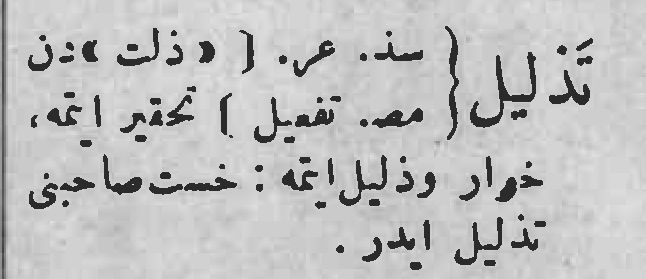 تَذليل { سذ. عر. [ « ذلت » دن
مصـ. تفعيل ] تحقير ايتمه،
خوار وذليل ايتمه : خست صاحبنى
تذليل ايدر .